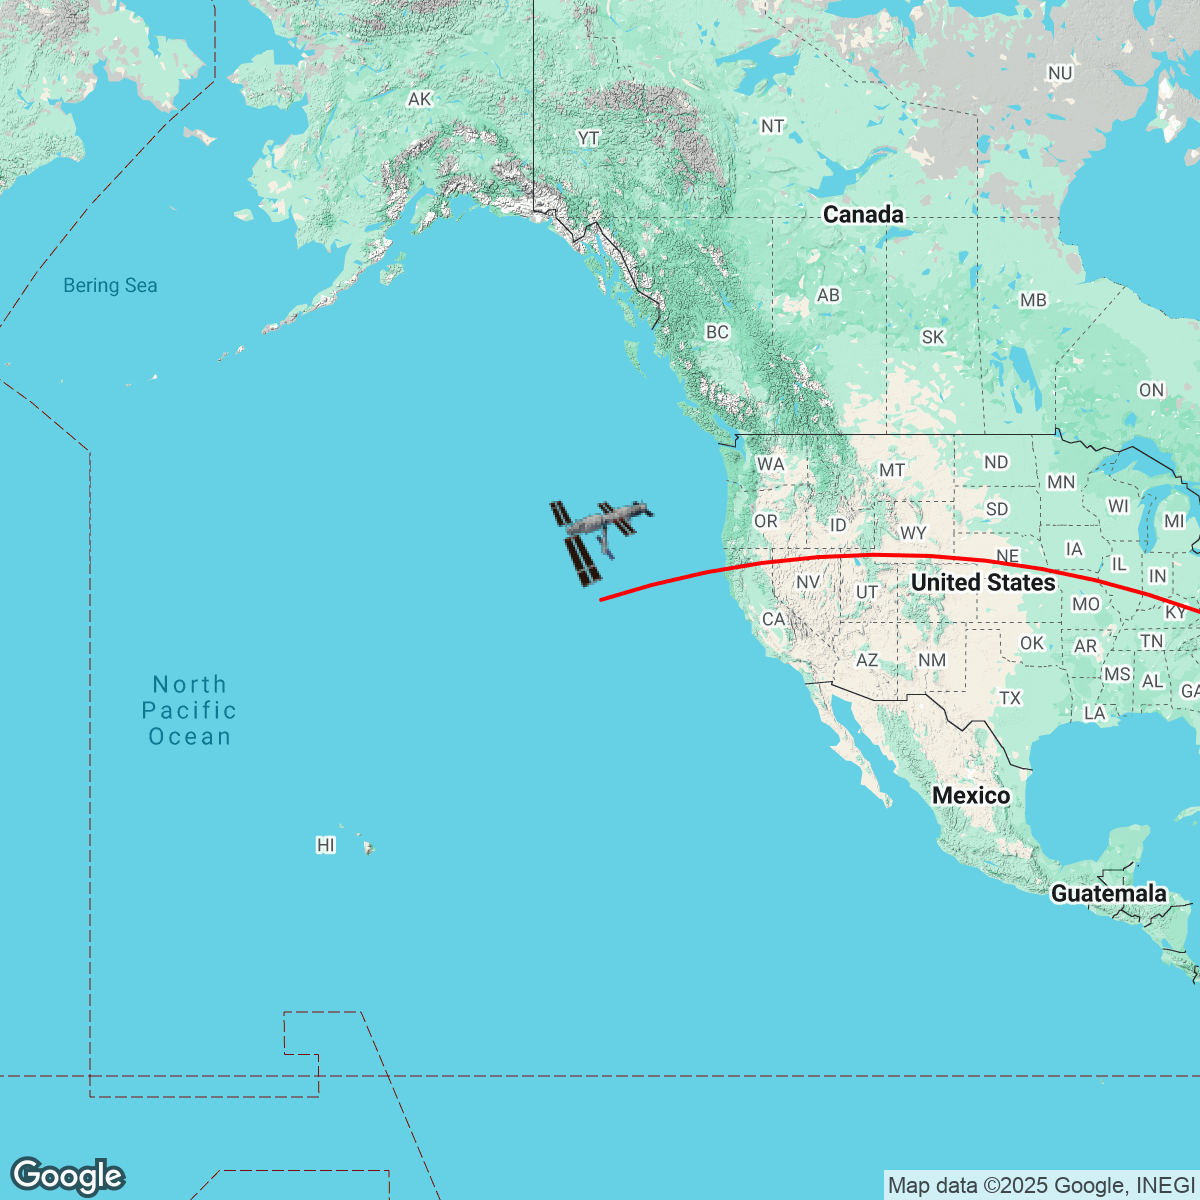 NU
AK
NT
YT
Canada
Bering Sea
AB
MB
BC
SK
ON
WA
MT
ND
MN
WI
MI
OR
ID
SD
WY
IA
NE
IL
IN
NV
UT
United States
MO
KY
CA
OK
AR
TN
AZ
NM
MS
AL
GA
TX
LA
North
Pacific
Ocean
Mexico
HI
Guatemala
Google
Map data ©2025 Google, INEGI